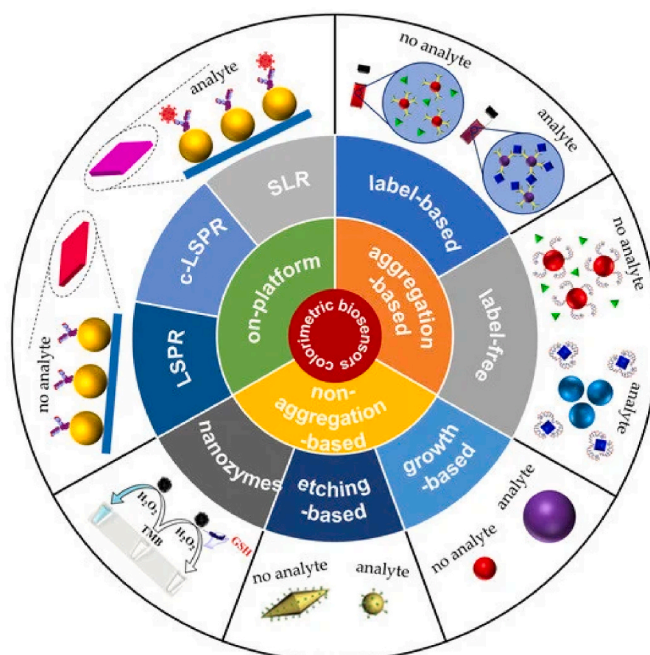 colorimetric biosensors
on-platform
aggregation
-based
non-
aggregation
-based
SLR
c-LSPR
LSPR
label-based
label-free
growth
-based
etching
-based
nanozymes
analyte
no analyte
no analyte
analyte
no analyte
analyte
no analyte
analyte
no analyte
analyte
H₂O₂
H₂O₂
TMB
GSH